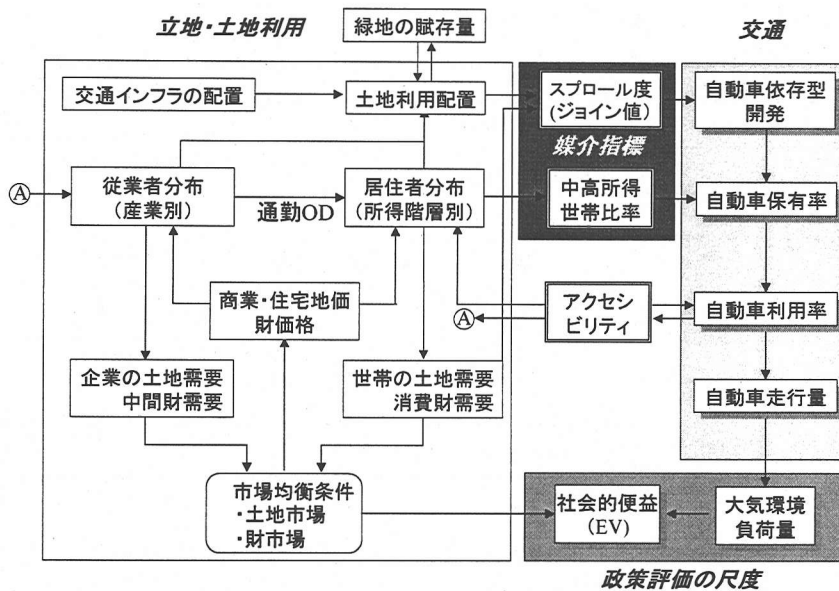 立地・土地利用
緑地の賦存量
交通
交通インフラの配置
土地利用配置
スプロール度
(ジョイン値)
自動車依存型
開発
媒介指標
Ⓐ
従業者分布
(産業別)
通勤OD
居住者分布
(所得階層別)
中高所得
世帯比率
自動車保有率
商業・住宅地価
財価格
Ⓐ
アクセシ
ビリティ
自動車利用率
企業の土地需要
中間財需要
世帯の土地需要
消費財需要
自動車走行量
市場均衡条件
・土地市場
・財市場
社会的便益
(EV)
大気環境
負荷量
政策評価の尺度